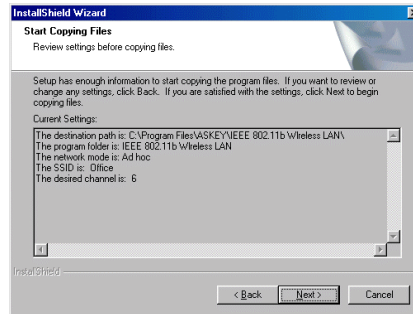 InstallShield Wizard
Start Copying Files
Review settings before copying files.
Setup has enough information to start copying the program files. If you want to review or
change any settings, click Back. If you are satisfied with the settings, click Next to begin
copying files.
Current Settings:
The destination path is: C:\Program Files\ASKEY\IEEE 802.11b WIreless LAN\
The program folder is: IEEE 802.11b WIreless LAN
The network mode is: Ad hoc
The SSID is: Office
The desired channel is: 6
InstallShield
< Back
Next >
Cancel